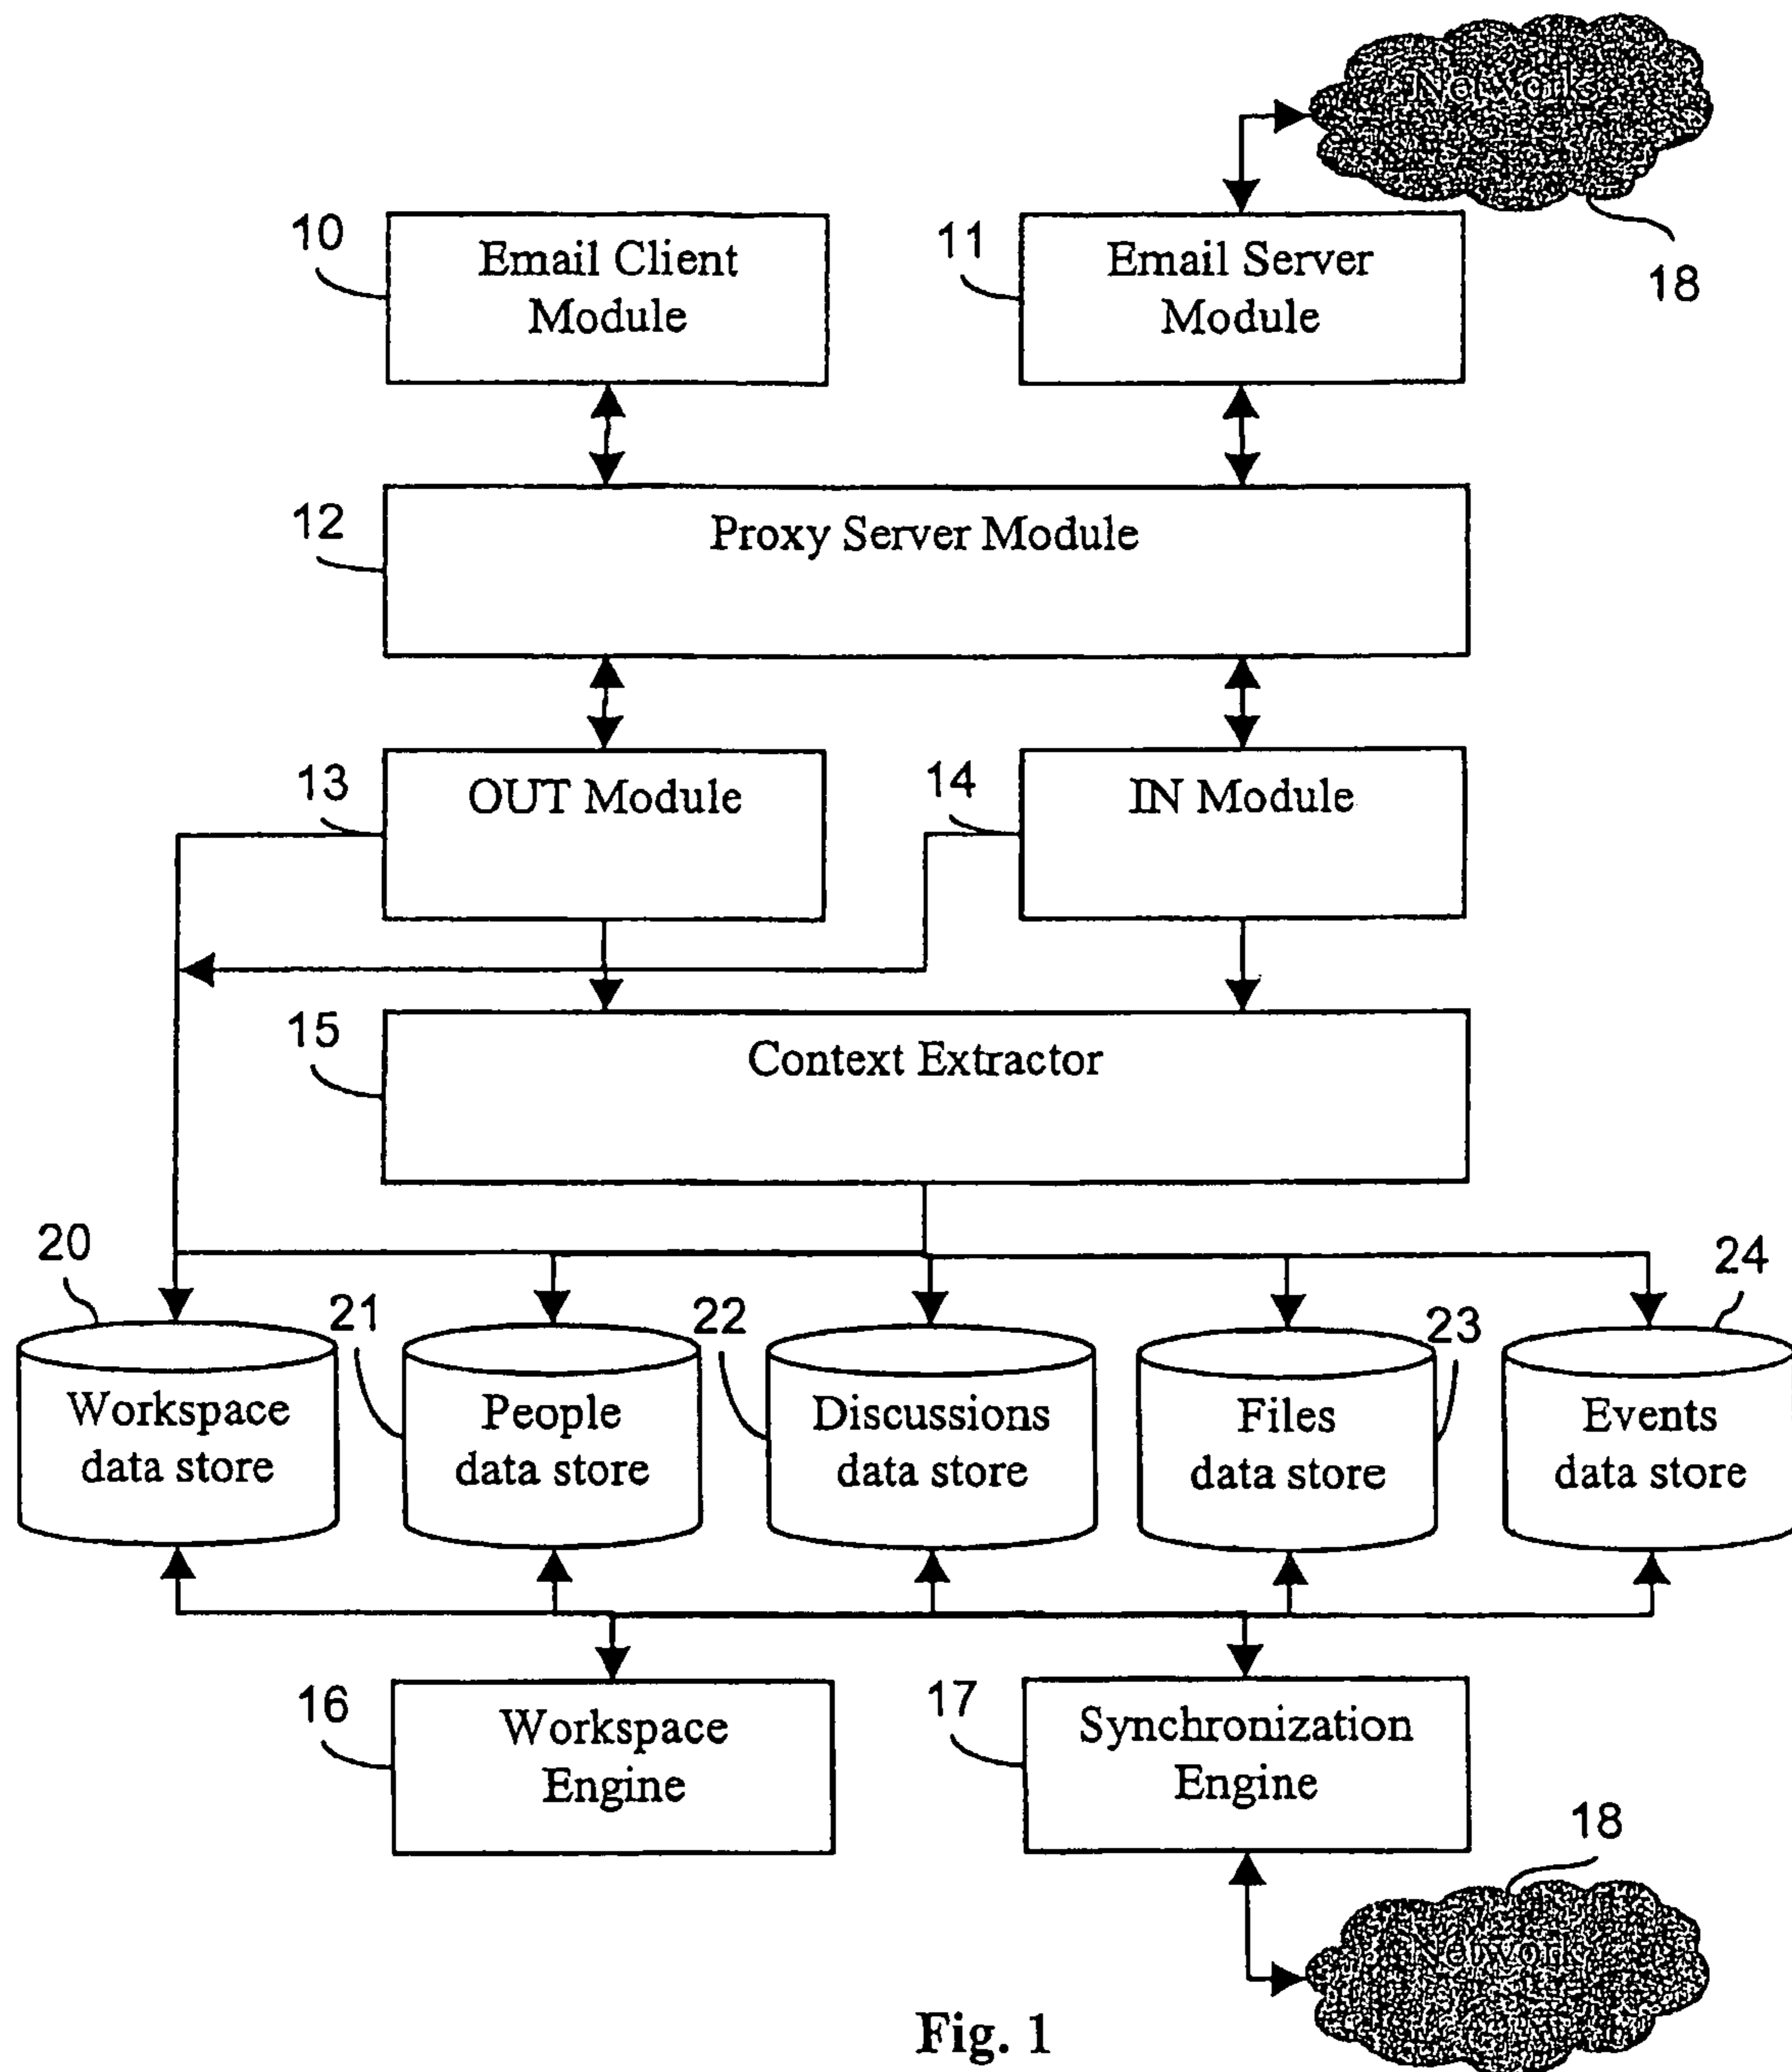 Network
18
10
Email Client
Module
11
Email Server
Module
12
Proxy Server Module
13
OUT Module
14
IN Module
15
Context Extractor
20
Workspace
data store
21
People
data store
22
Discussions
data store
23
Files
data store
24
Events
data store
16
Workspace
Engine
17
Synchronization
Engine
18
Network
Fig. 1